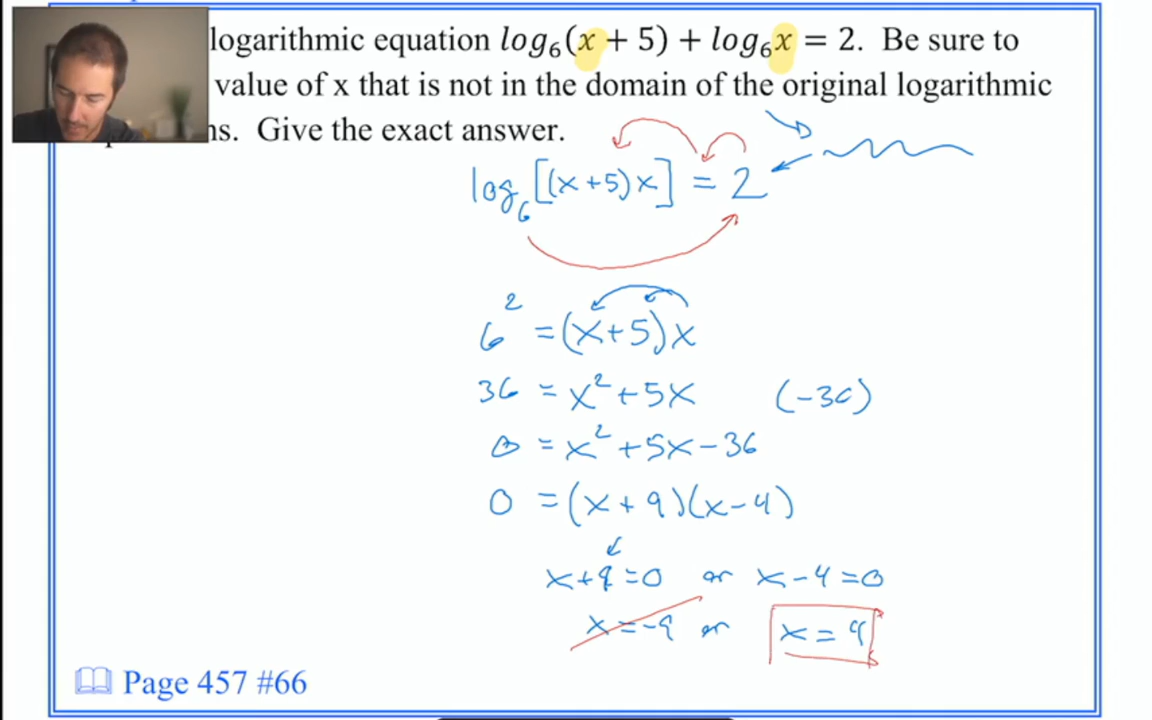 logarithmic equation log₆(x + 5) + log₆x = 2. Be sure to
value of x that is not in the domain of the original logarithmic
ns. Give the exact answer.
log₆[(x+5)x] = 2
6² = (x+5)x
36 = x² + 5x (-36)
0 = x² + 5x - 36
0 = (x+9)(x-4)
x+9=0 or x-4=0
x=-9 or x=4
Page 457 #66